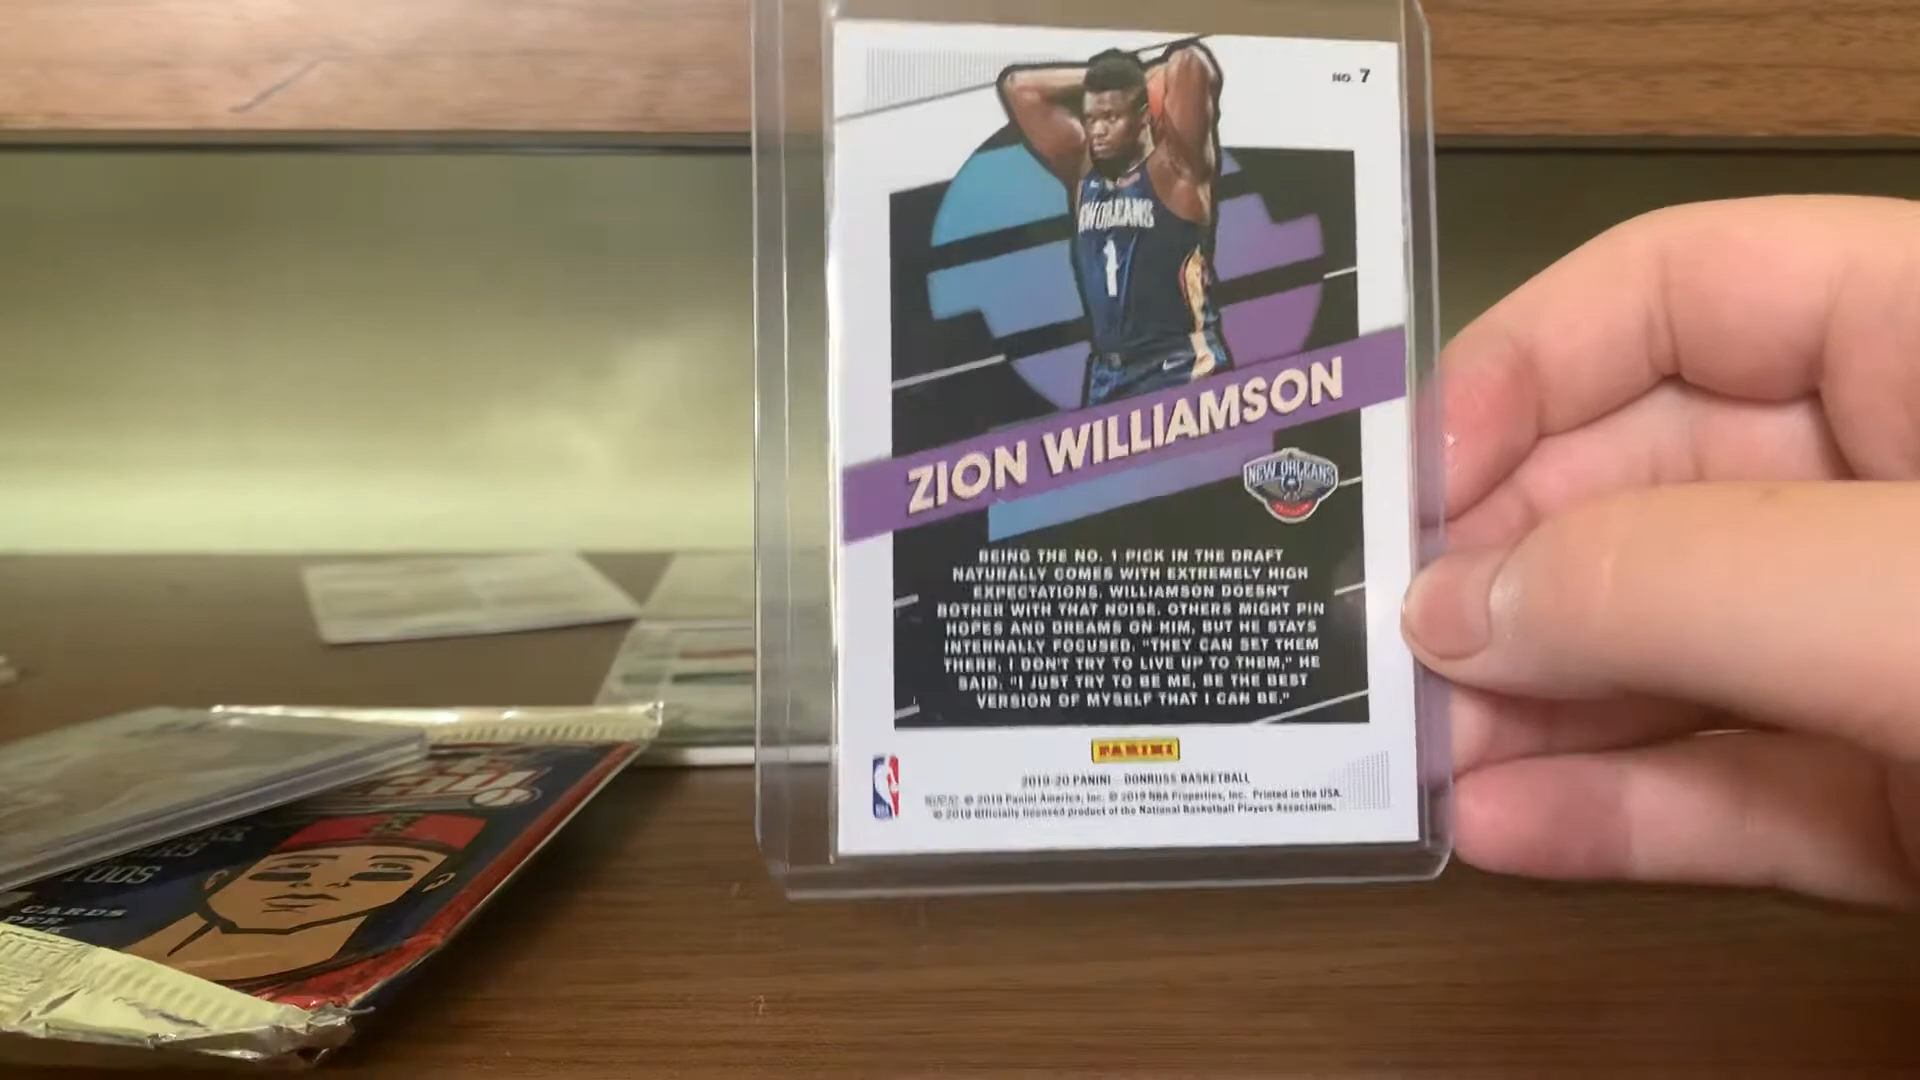 NO. 7
NEW ORLEANS
1
ZION WILLIAMSON
NEW ORLEANS
BEING THE NO. 1 PICK IN THE DRAFT
NATURALLY COMES WITH EXTREMELY HIGH
EXPECTATIONS. WILLIAMSON DOESN'T
BOTHER WITH THAT NOISE. OTHERS MIGHT PIN
HOPES AND DREAMS ON HIM, BUT HE STAYS
INTERNALLY FOCUSED. "THEY CAN SET THEM
THERE, I DON'T TRY TO LIVE UP TO THEM," HE
SAID. "I JUST TRY TO BE ME, BE THE BEST
VERSION OF MYSELF THAT I CAN BE."
PANINI
2019-20 PANINI – DONRUSS BASKETBALL
© 2019 Panini America, Inc. © 2019 NBA Properties, Inc. Printed in the USA.
© 2019 Officially licensed product of the National Basketball Players Association.
NBA
CARDS
PER